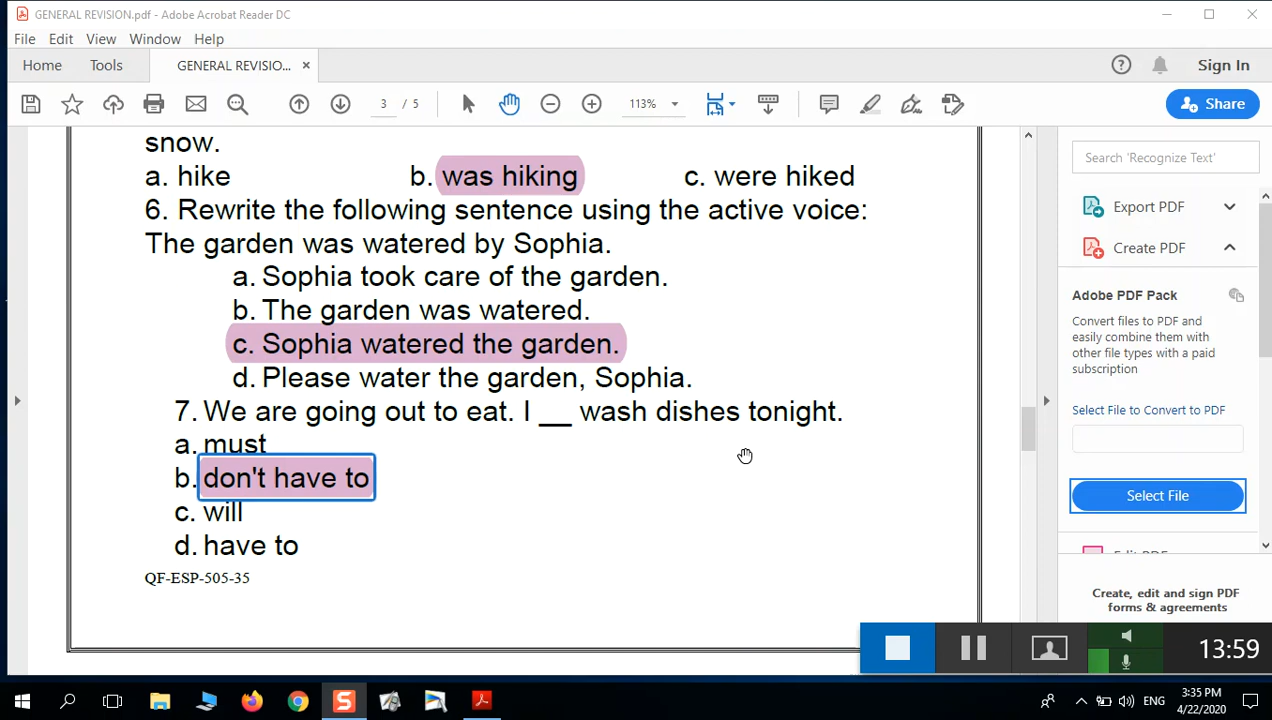 GENERAL REVISION.pdf - Adobe Acrobat Reader DC
File Edit View Window Help
Home Tools GENERAL REVISIO... × Sign In
3 / 5 113% Share
snow.
a. hike b. was hiking c. were hiked
6. Rewrite the following sentence using the active voice:
The garden was watered by Sophia.
a. Sophia took care of the garden.
b. The garden was watered.
c. Sophia watered the garden.
d. Please water the garden, Sophia.
7. We are going out to eat. I __ wash dishes tonight.
a. must
b. don't have to
c. will
d. have to
QF-ESP-505-35
Search 'Recognize Text'
Export PDF
Create PDF
Adobe PDF Pack
Convert files to PDF and
easily combine them with
other file types with a paid
subscription
Select File to Convert to PDF
Select File
Edit PDF
Create, edit and sign PDF
forms & agreements
13:59
ENG 3:35 PM
4/22/2020